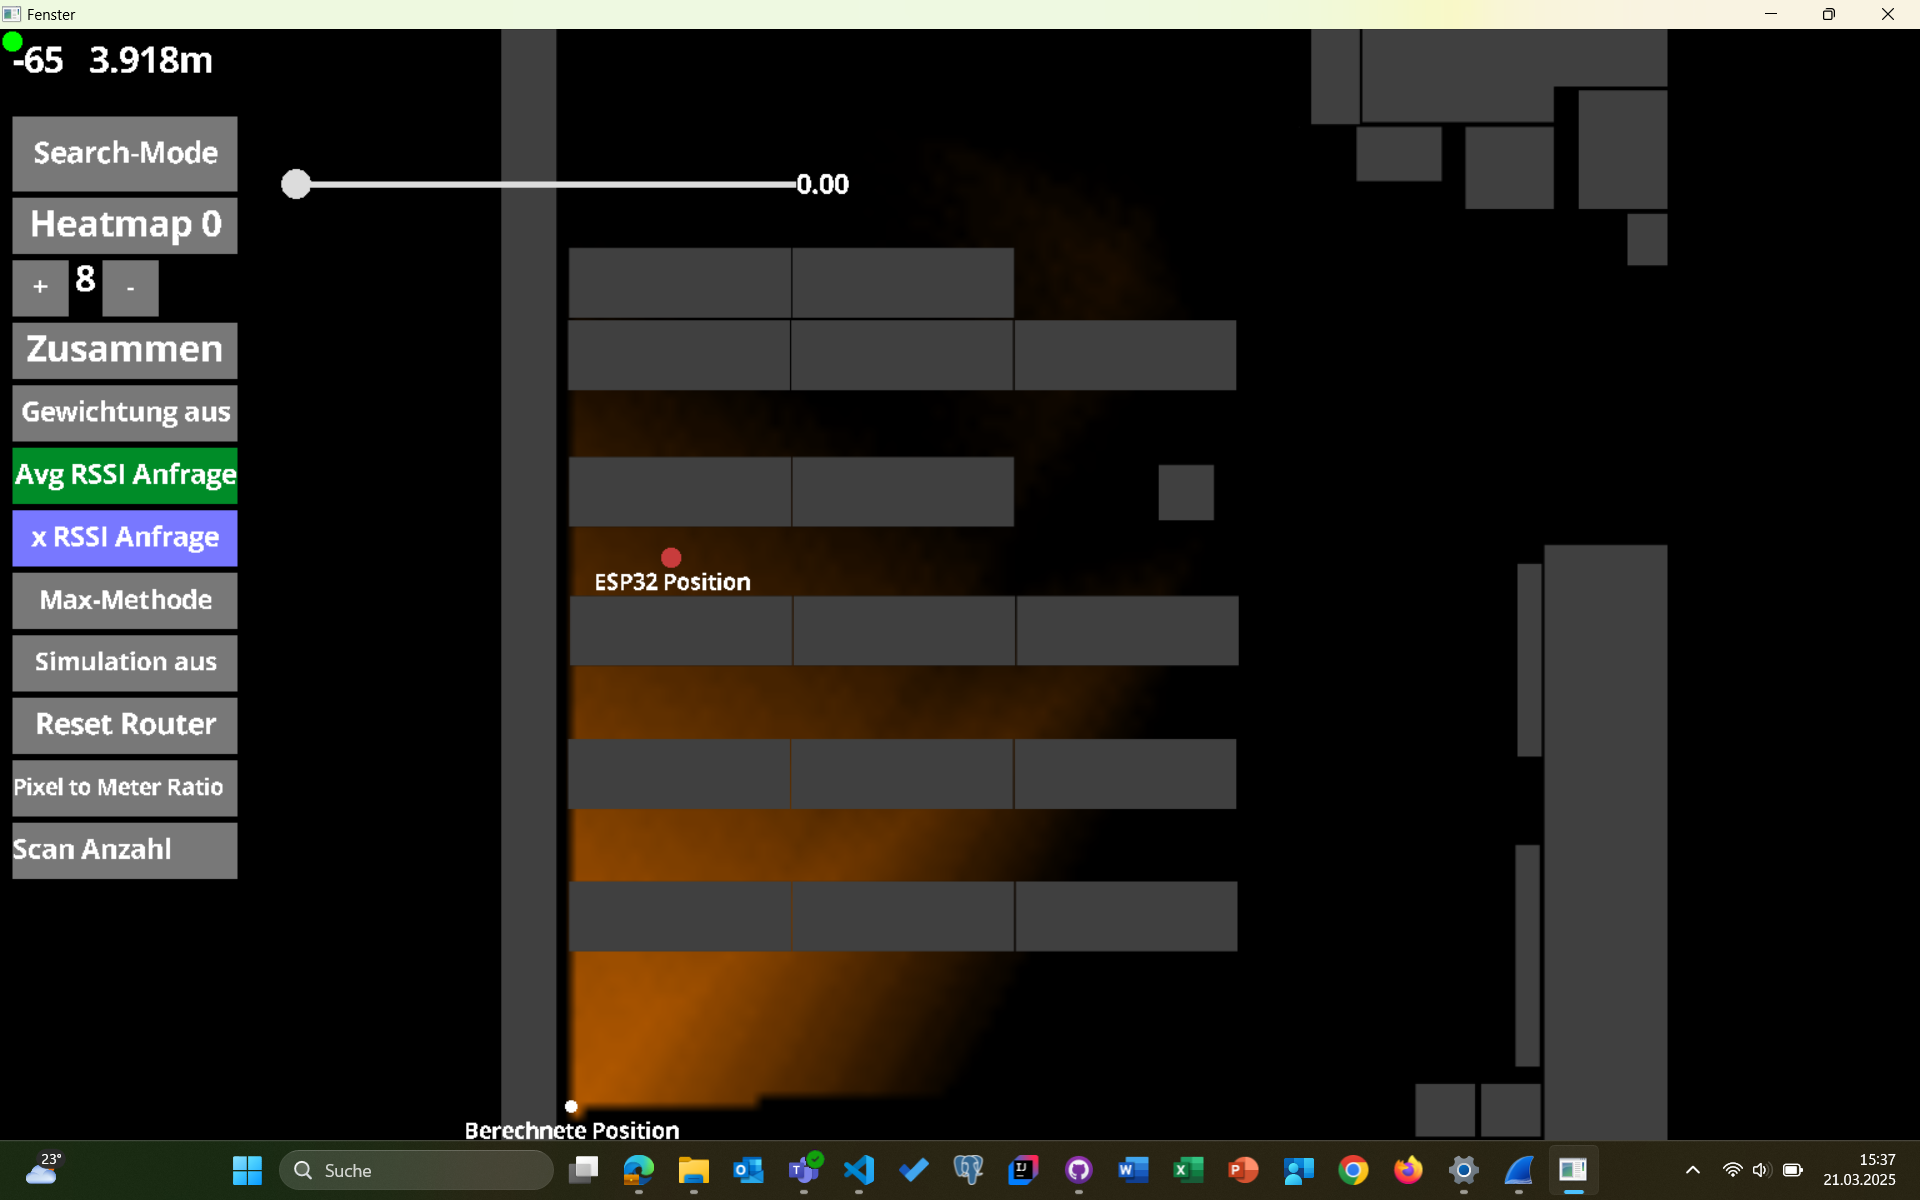 Fenster
-65 3.918m
Search-Mode
0.00
Heatmap 0
+ 8 -
Zusammen
Gewichtung aus
Avg RSSI Anfrage
x RSSI Anfrage
ESP32 Position
Max-Methode
Simulation aus
Reset Router
Pixel to Meter Ratio
Scan Anzahl
Berechnete Position
23°
Suche
15:37
21.03.2025